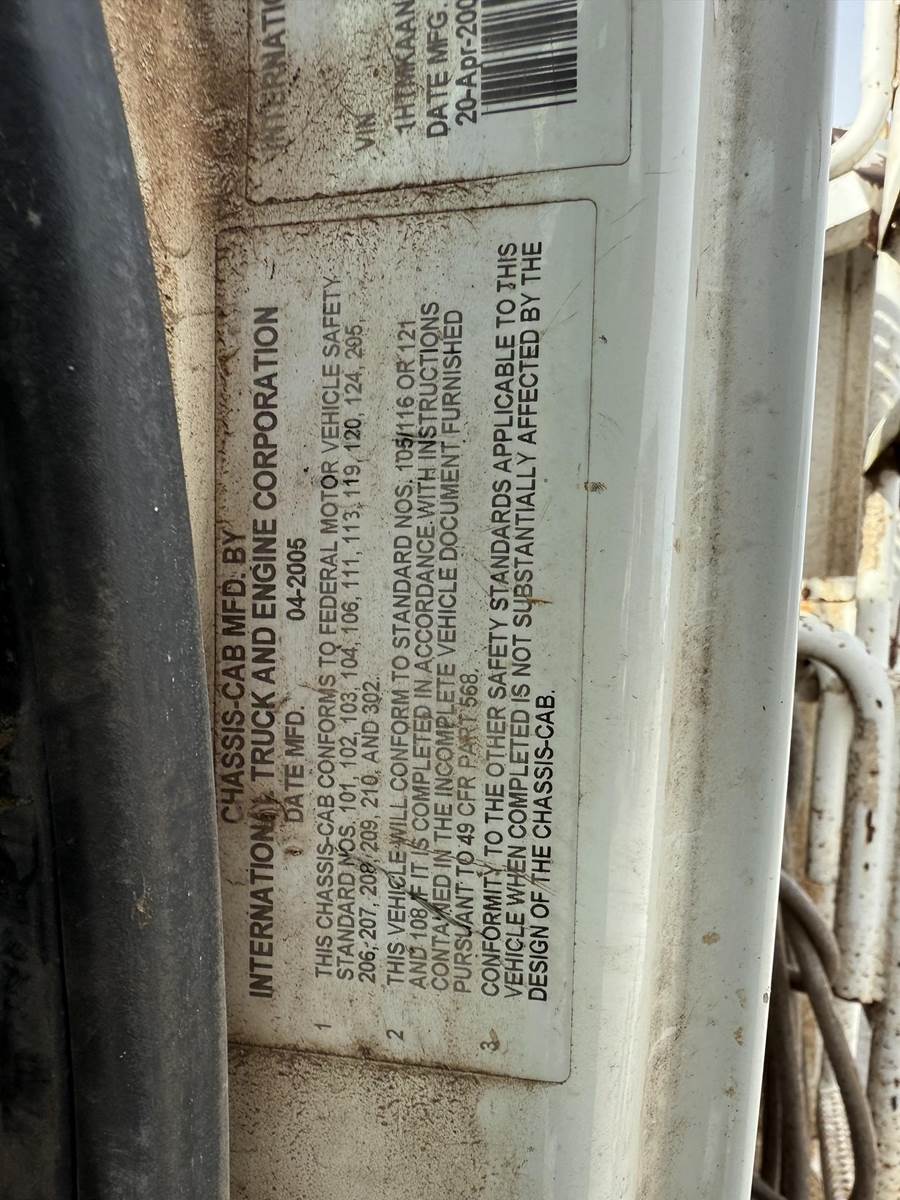 CHASSIS-CAB MFD. BY
INTERNATIONAL TRUCK AND ENGINE CORPORATION
DATE MFD. 04-2005
1 THIS CHASSIS-CAB CONFORMS TO FEDERAL MOTOR VEHICLE SAFETY
STANDARD NOS. 101, 102, 103, 104, 106, 111, 113, 119, 120, 124, 205,
206, 207, 208, 209, 210, AND 302.
2 THIS VEHICLE WILL CONFORM TO STANDARD NOS. 105/116 OR 121
AND 108 IF IT IS COMPLETED IN ACCORDANCE WITH INSTRUCTIONS
CONTAINED IN THE INCOMPLETE VEHICLE DOCUMENT FURNISHED
PURSUANT TO 49 CFR PART 568.
3 CONFORMITY TO THE OTHER SAFETY STANDARDS APPLICABLE TO THIS
VEHICLE WHEN COMPLETED IS NOT SUBSTANTIALLY AFFECTED BY THE
DESIGN OF THE CHASSIS-CAB.
INTERNATI
VIN
1HTMKAAN
DATE MFG.
20-Apr-200